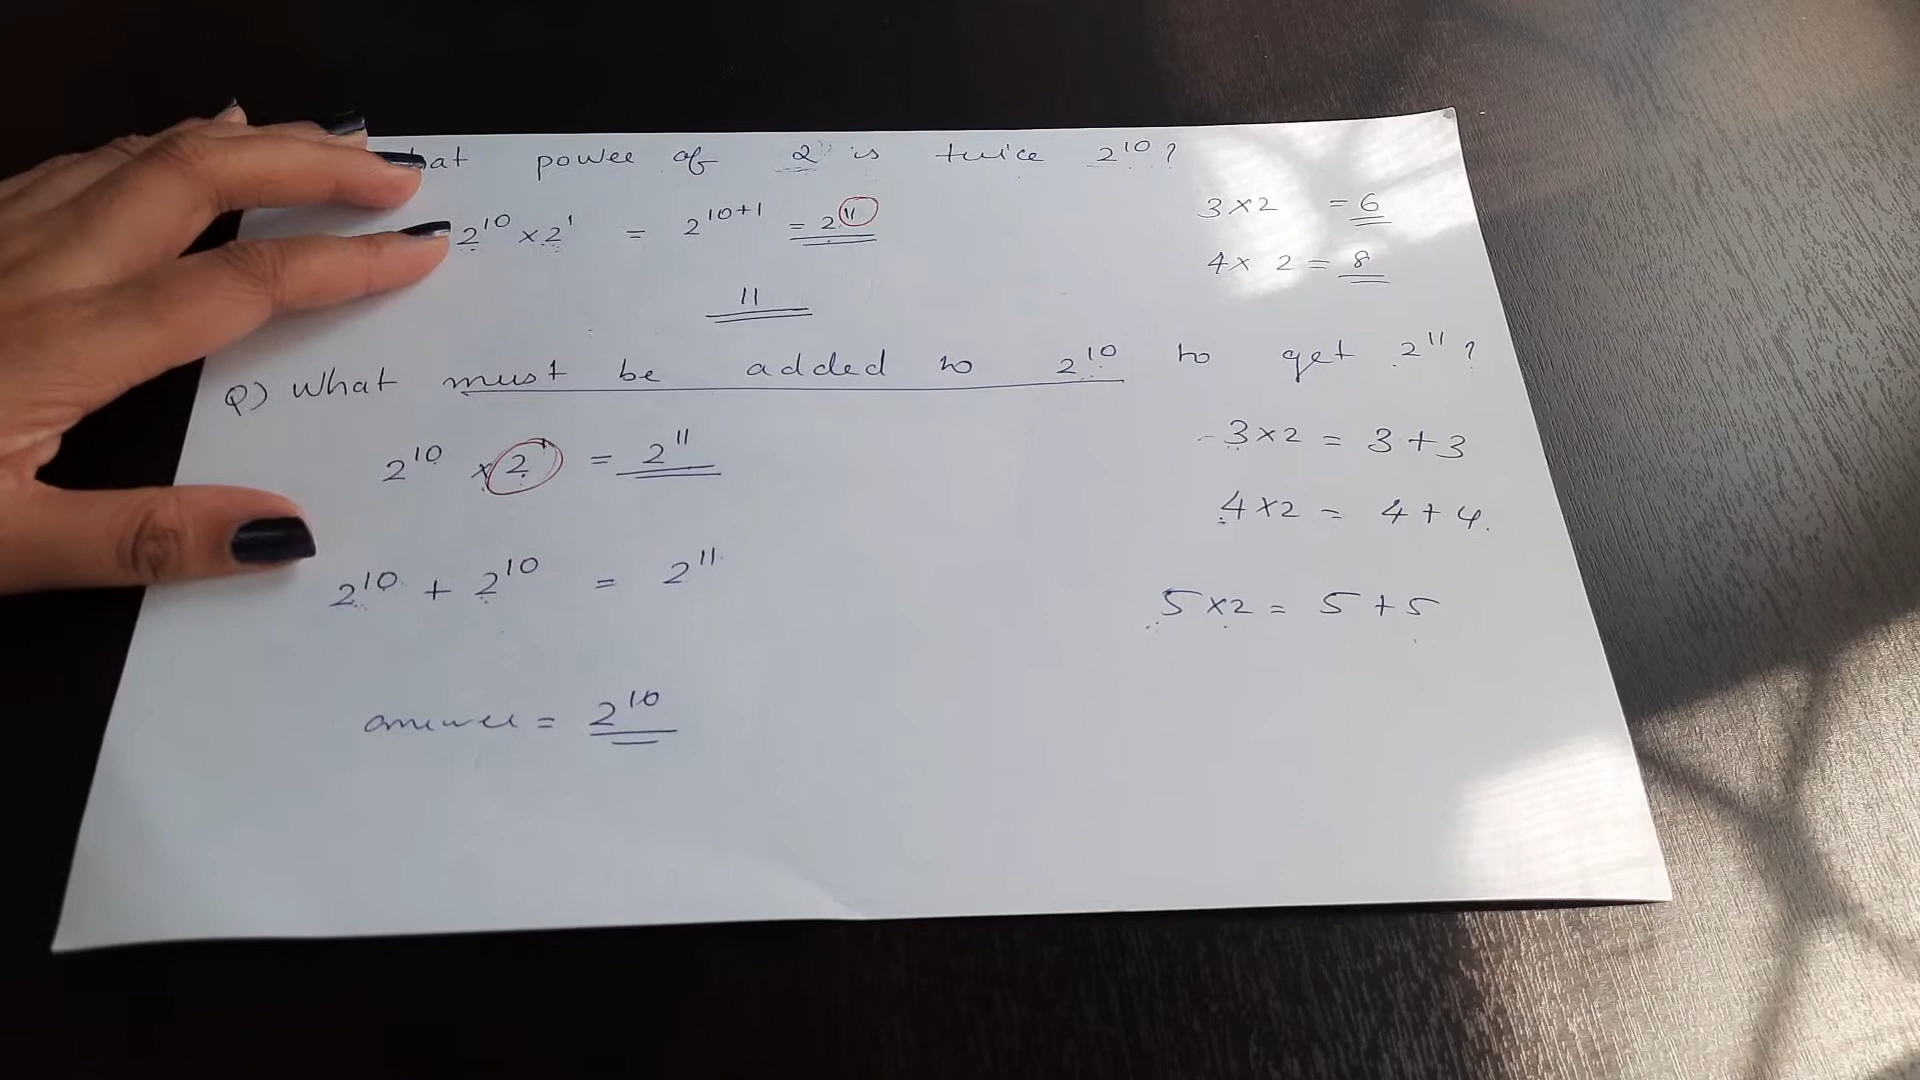 hat power of 2 is twice 2¹⁰?
2¹⁰ × 2¹ = 2¹⁰⁺¹ = 2¹¹
3 × 2 = 6
4 × 2 = 8
11
Q) What must be added to 2¹⁰ to get 2¹¹?
2¹⁰ × 2¹ = 2¹¹
3 × 2 = 3 + 3
4 × 2 = 4 + 4.
2¹⁰ + 2¹⁰ = 2¹¹
5 × 2 = 5 + 5
answer = 2¹⁰